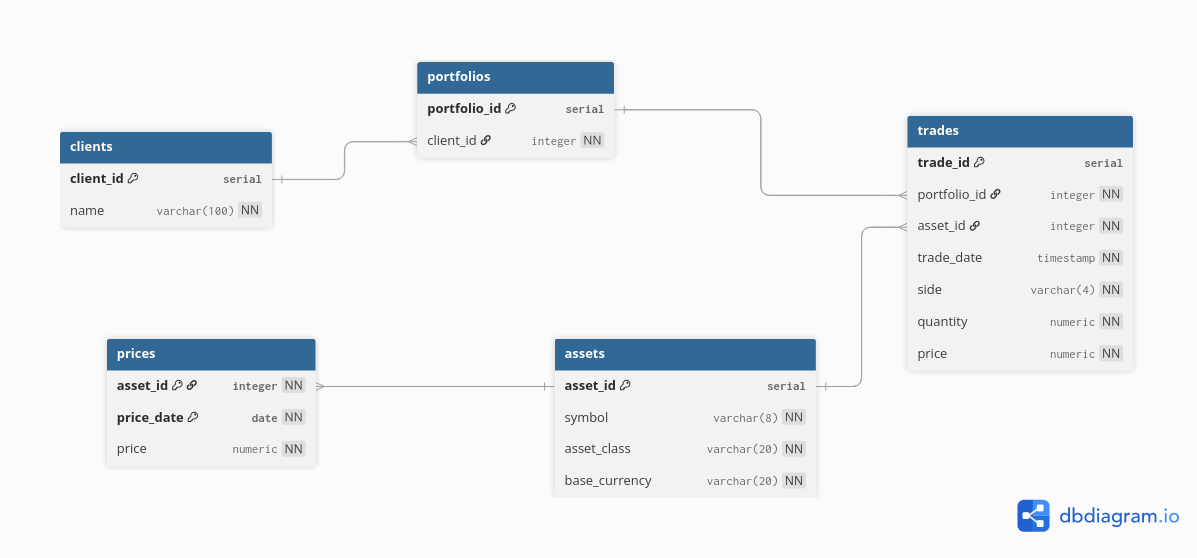 portfolios
portfolio_id serial
client_id integer NN
clients
client_id serial
name varchar(100) NN
trades
trade_id serial
portfolio_id integer NN
asset_id integer NN
trade_date timestamp NN
side varchar(4) NN
quantity numeric NN
price numeric NN
prices
asset_id integer NN
price_date date NN
price numeric NN
assets
asset_id serial
symbol varchar(8) NN
asset_class varchar(20) NN
base_currency varchar(20) NN
dbdiagram.io